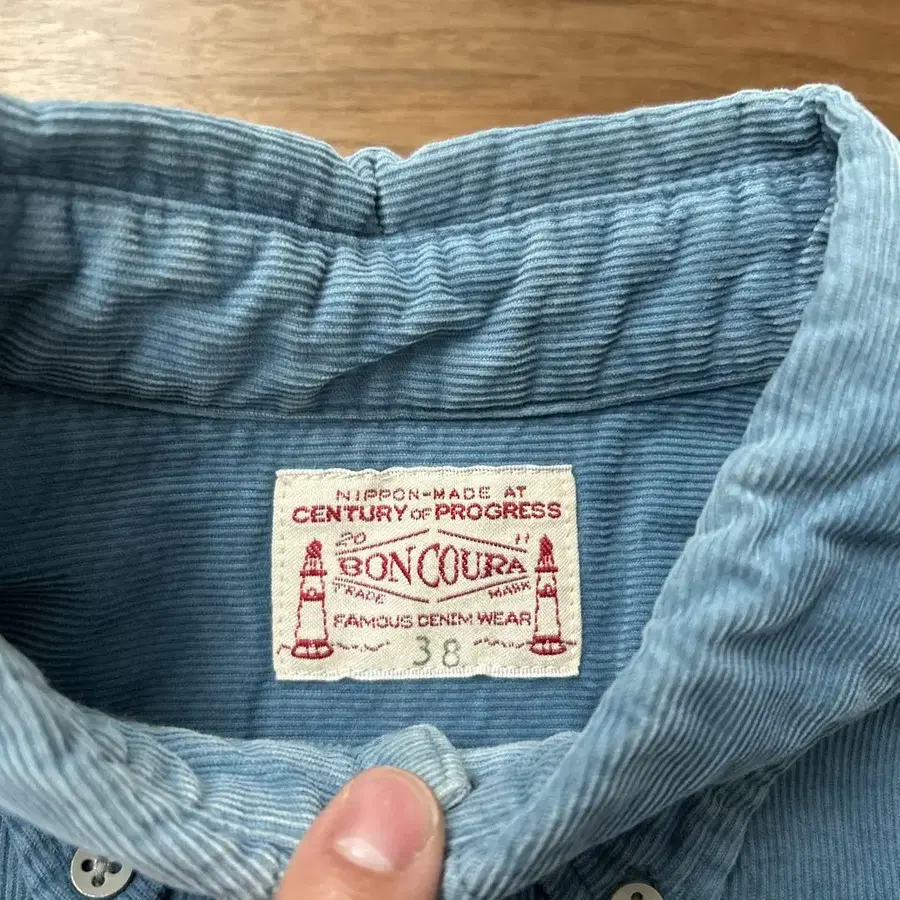 NIPPON-MADE AT
CENTURY OF PROGRESS
20 11
BONCOURA
TRADE MARK
FAMOUS DENIM WEAR
38